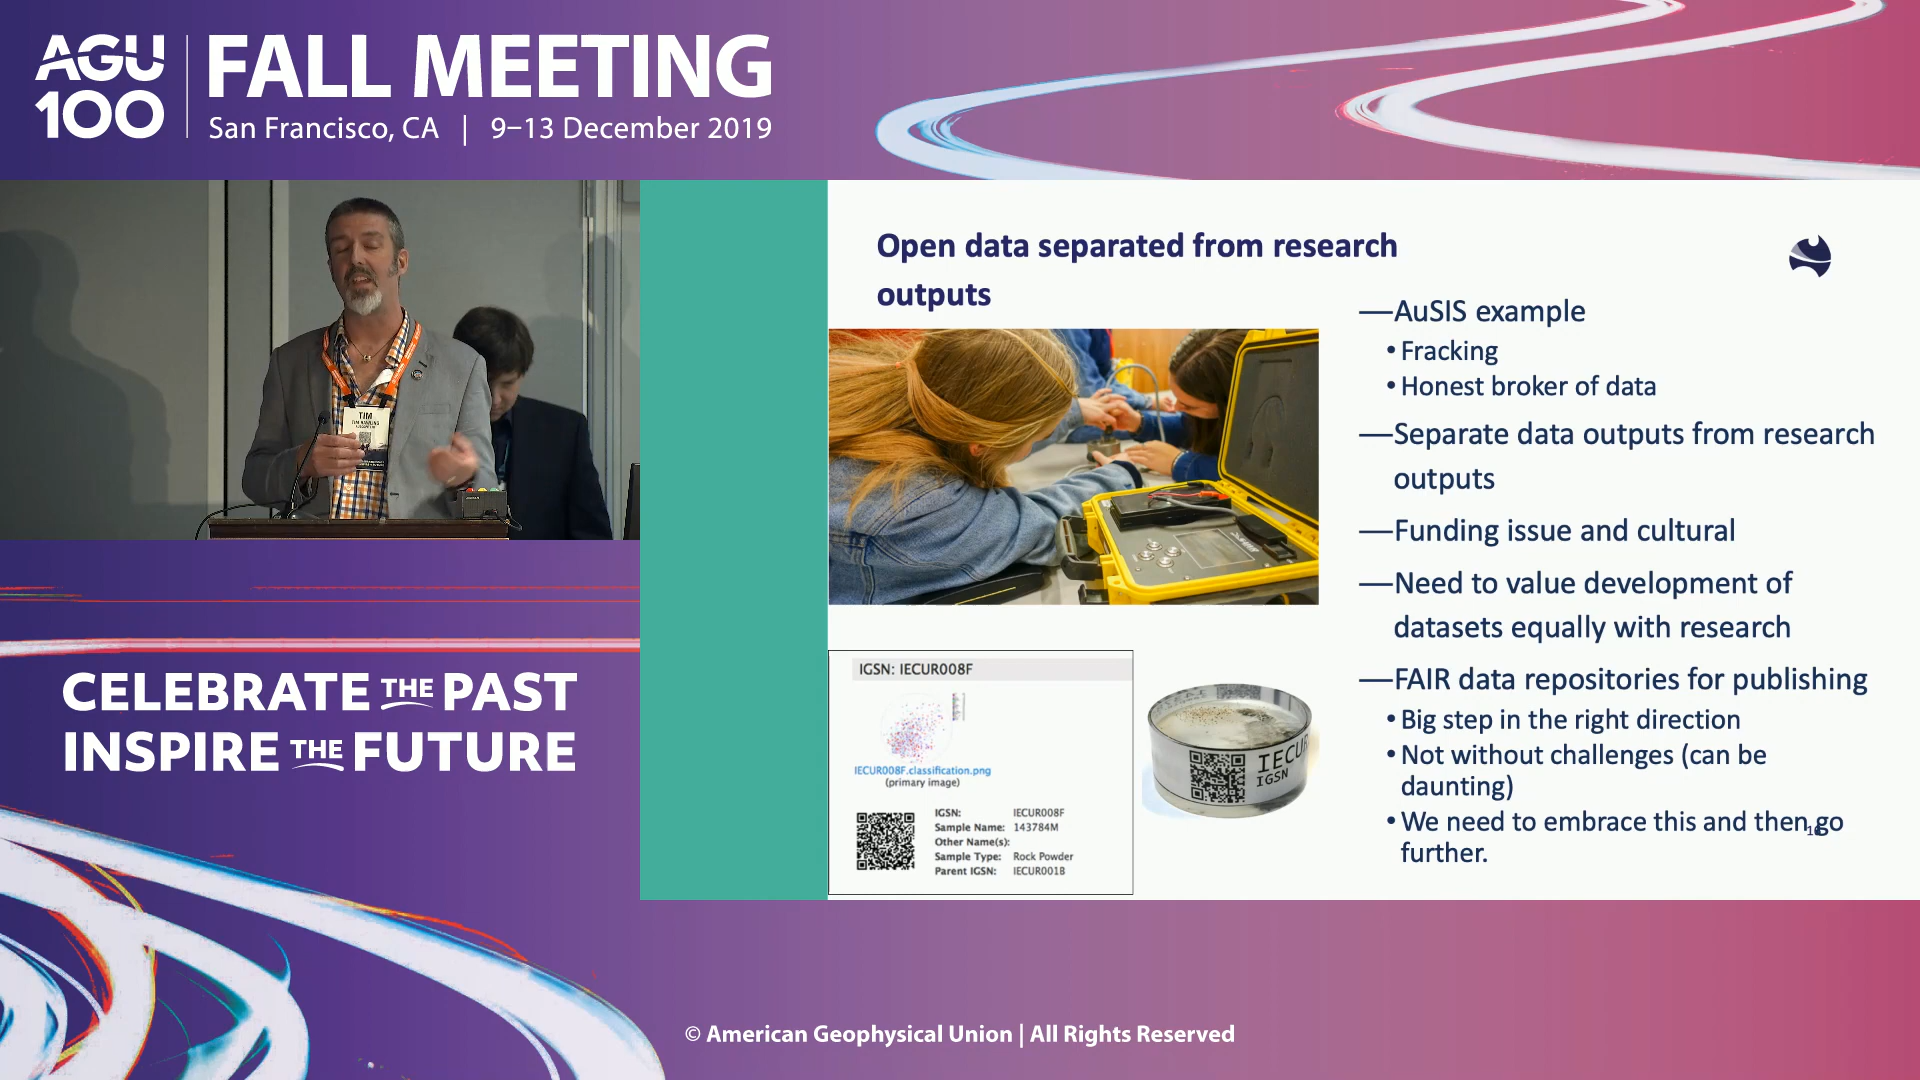 AGU
100
FALL MEETING
San Francisco, CA | 9–13 December 2019
TIM
TIM RAWLING
Open data separated from research
outputs
—AuSIS example
• Fracking
• Honest broker of data
—Separate data outputs from research
outputs
—Funding issue and cultural
—Need to value development of
datasets equally with research
—FAIR data repositories for publishing
• Big step in the right direction
• Not without challenges (can be
daunting)
• We need to embrace this and then go
further.
IGSN: IECUR008F
IECUR008F.classification.png
(primary image)
IGSN: IECUR008F
Sample Name: 143784M
Other Name(s):
Sample Type: Rock Powder
Parent IGSN: IECUR001B
IECUR
IGSN
CELEBRATE THE PAST
INSPIRE THE FUTURE
© American Geophysical Union | All Rights Reserved